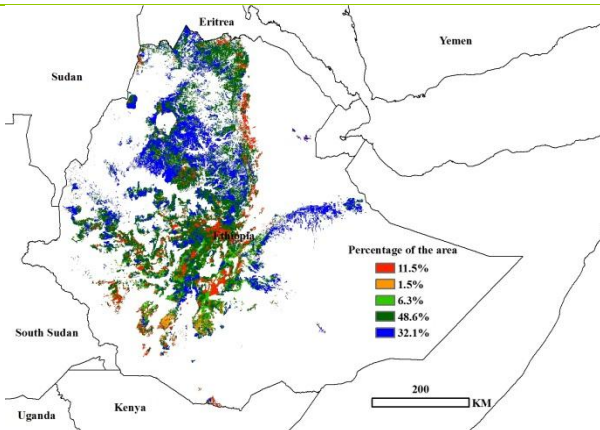 Eritrea
Yemen
Sudan
Ethiopia
Percentage of the area
11.5%
1.5%
6.3%
48.6%
32.1%
South Sudan
200
KM
Uganda
Kenya